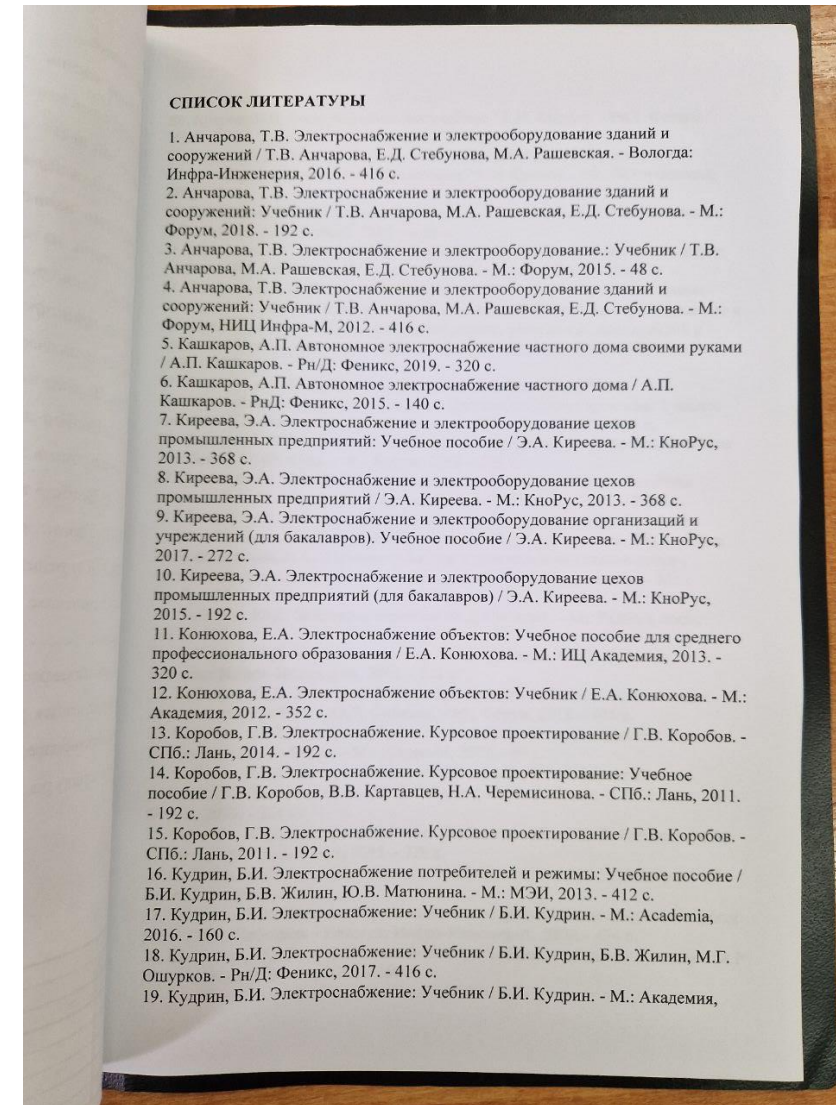 СПИСОК ЛИТЕРАТУРЫ
1. Анчарова, Т.В. Электроснабжение и электрооборудование зданий и
сооружений / Т.В. Анчарова, Е.Д. Стебунова, М.А. Рашевская. - Вологда:
Инфра-Инженерия, 2016. - 416 с.
2. Анчарова, Т.В. Электроснабжение и электрооборудование зданий и
сооружений: Учебник / Т.В. Анчарова, М.А. Рашевская, Е.Д. Стебунова. - М.:
Форум, 2018. - 192 с.
3. Анчарова, Т.В. Электроснабжение и электрооборудование.: Учебник / Т.В.
Анчарова, М.А. Рашевская, Е.Д. Стебунова. - М.: Форум, 2015. - 48 с.
4. Анчарова, Т.В. Электроснабжение и электрооборудование зданий и
сооружений: Учебник / Т.В. Анчарова, М.А. Рашевская, Е.Д. Стебунова. - М.:
Форум, НИЦ Инфра-М, 2012. - 416 с.
5. Кашкаров, А.П. Автономное электроснабжение частного дома своими руками
/ А.П. Кашкаров. - Рн/Д: Феникс, 2019. - 320 с.
6. Кашкаров, А.П. Автономное электроснабжение частного дома / А.П.
Кашкаров. - РнД: Феникс, 2015. - 140 с.
7. Киреева, Э.А. Электроснабжение и электрооборудование цехов
промышленных предприятий: Учебное пособие / Э.А. Киреева. - М.: КноРус,
2013. - 368 с.
8. Киреева, Э.А. Электроснабжение и электрооборудование цехов
промышленных предприятий / Э.А. Киреева. - М.: КноРус, 2013. - 368 с.
9. Киреева, Э.А. Электроснабжение и электрооборудование организаций и
учреждений (для бакалавров). Учебное пособие / Э.А. Киреева. - М.: КноРус,
2017. - 272 с.
10. Киреева, Э.А. Электроснабжение и электрооборудование цехов
промышленных предприятий (для бакалавров) / Э.А. Киреева. - М.: КноРус,
2015. - 192 с.
11. Конюхова, Е.А. Электроснабжение объектов: Учебное пособие для среднего
профессионального образования / Е.А. Конюхова. - М.: ИЦ Академия, 2013. -
320 с.
12. Конюхова, Е.А. Электроснабжение объектов: Учебник / Е.А. Конюхова. - М.:
Академия, 2012. - 352 с.
13. Коробов, Г.В. Электроснабжение. Курсовое проектирование / Г.В. Коробов. -
СПб.: Лань, 2014. - 192 с.
14. Коробов, Г.В. Электроснабжение. Курсовое проектирование: Учебное
пособие / Г.В. Коробов, В.В. Картавцев, Н.А. Черемисинова. - СПб.: Лань, 2011.
- 192 с.
15. Коробов, Г.В. Электроснабжение. Курсовое проектирование / Г.В. Коробов. -
СПб.: Лань, 2011. - 192 с.
16. Кудрин, Б.И. Электроснабжение потребителей и режимы: Учебное пособие /
Б.И. Кудрин, Б.В. Жилин, Ю.В. Матюнина. - М.: МЭИ, 2013. - 412 с.
17. Кудрин, Б.И. Электроснабжение: Учебник / Б.И. Кудрин. - М.: Academia,
2016. - 160 с.
18. Кудрин, Б.И. Электроснабжение: Учебник / Б.И. Кудрин, Б.В. Жилин, М.Г.
Ошурков. - Рн/Д: Феникс, 2017. - 416 с.
19. Кудрин, Б.И. Электроснабжение: Учебник / Б.И. Кудрин. - М.: Академия,